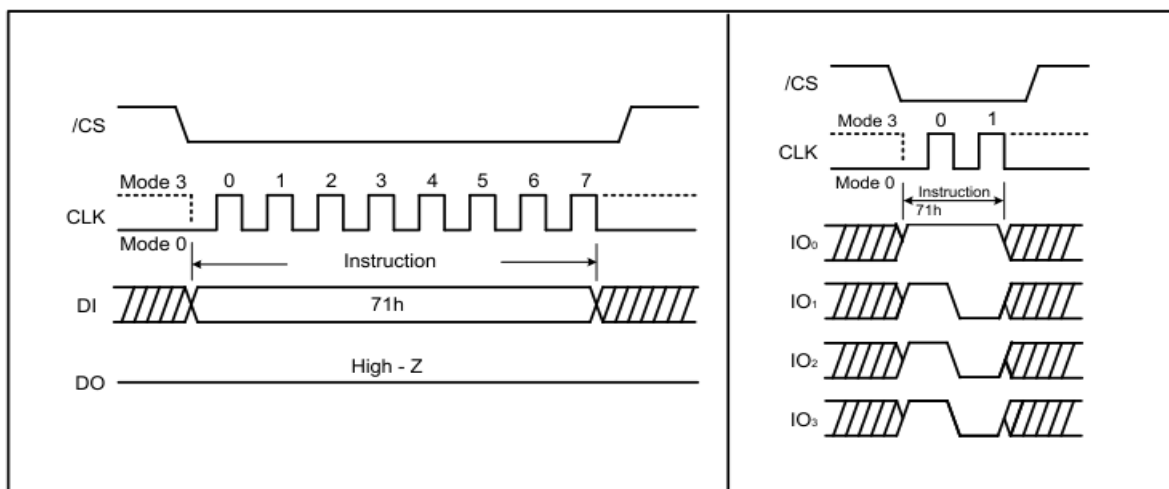 /CS
Mode 3 0 1 2 3 4 5 6 7
CLK
Mode 0
Instruction
DI 71h
High - Z
DO
/CS
Mode 3 0 1
CLK
Mode 0 Instruction
71h
IO₀
IO₁
IO₂
IO₃